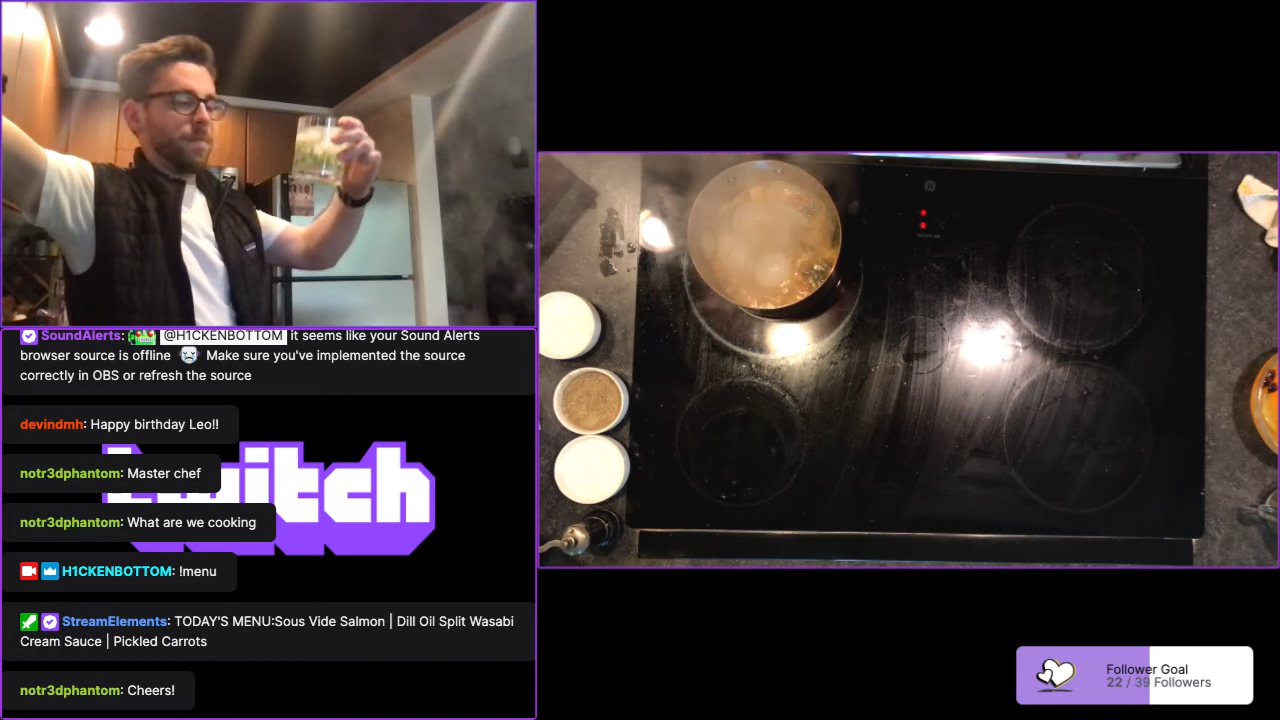 SoundAlerts: @H1CKENBOTTOM it seems like your Sound Alerts
browser source is offline Make sure you've implemented the source
correctly in OBS or refresh the source
devindmh: Happy birthday Leo!!
notr3dphantom: Master chef
twitch
notr3dphantom: What are we cooking
H1CKENBOTTOM: !menu
StreamElements: TODAY'S MENU:Sous Vide Salmon | Dill Oil Split Wasabi
Cream Sauce | Pickled Carrots
notr3dphantom: Cheers!
Follower Goal
22 / 39 Followers